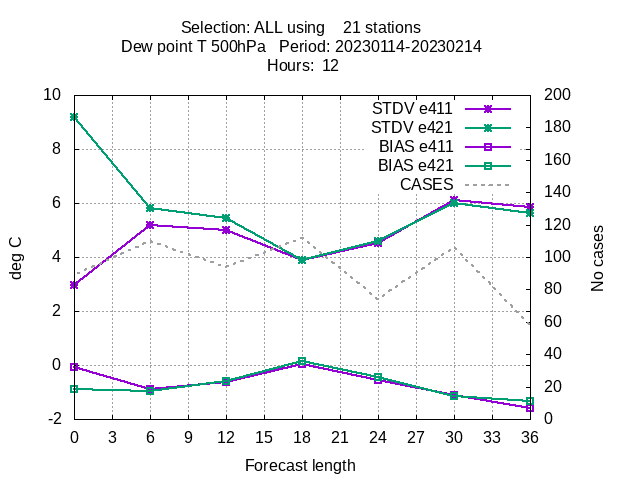 Selection: ALL using    21 stations
Dew point T 500hPa   Period: 20230114-20230214
Hours:  12
STDV e411
STDV e421
BIAS e411
BIAS e421
CASES
deg C
10
8
6
4
2
0
-2
No cases
200
180
160
140
120
100
80
60
40
20
0
0 3 6 9 12 15 18 21 24 27 30 33 36
Forecast length